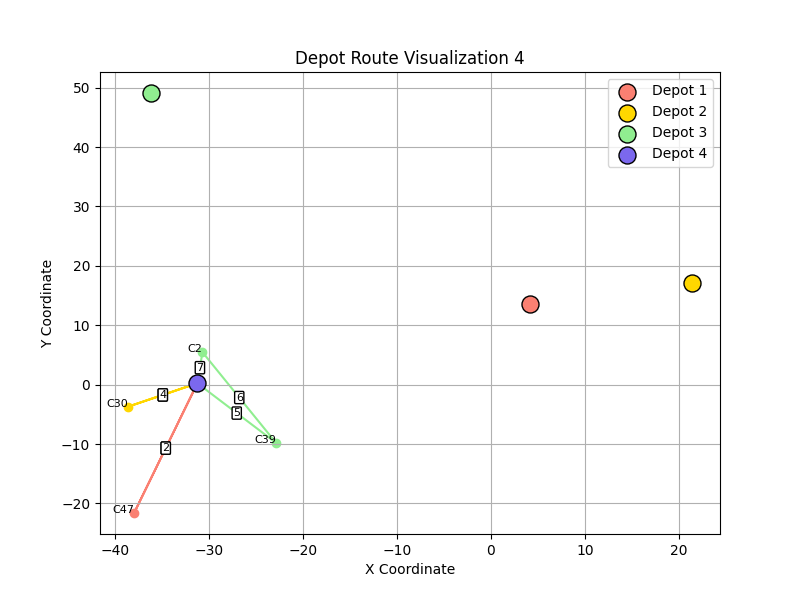 Depot Route Visualization 4
Depot 1
Depot 2
Depot 3
Depot 4
Y Coordinate
50
40
30
20
10
0
−10
−20
C2
7
C30
4
6
5
C39
2
C47
−40
−30
−20
−10
0
10
20
X Coordinate